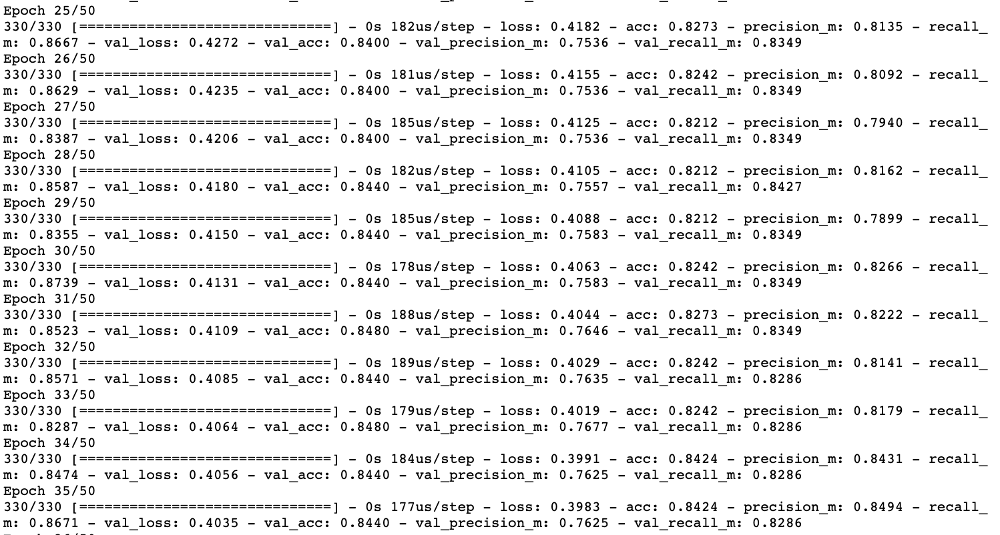 Epoch 25/50
330/330 [==============================] - 0s 182us/step - loss: 0.4182 - acc: 0.8273 - precision_m: 0.8135 - recall_
m: 0.8667 - val_loss: 0.4272 - val_acc: 0.8400 - val_precision_m: 0.7536 - val_recall_m: 0.8349
Epoch 26/50
330/330 [==============================] - 0s 181us/step - loss: 0.4155 - acc: 0.8242 - precision_m: 0.8092 - recall_
m: 0.8629 - val_loss: 0.4235 - val_acc: 0.8400 - val_precision_m: 0.7536 - val_recall_m: 0.8349
Epoch 27/50
330/330 [==============================] - 0s 185us/step - loss: 0.4125 - acc: 0.8212 - precision_m: 0.7940 - recall_
m: 0.8387 - val_loss: 0.4206 - val_acc: 0.8400 - val_precision_m: 0.7536 - val_recall_m: 0.8349
Epoch 28/50
330/330 [==============================] - 0s 182us/step - loss: 0.4105 - acc: 0.8212 - precision_m: 0.8162 - recall_
m: 0.8587 - val_loss: 0.4180 - val_acc: 0.8440 - val_precision_m: 0.7557 - val_recall_m: 0.8427
Epoch 29/50
330/330 [==============================] - 0s 185us/step - loss: 0.4088 - acc: 0.8212 - precision_m: 0.7899 - recall_
m: 0.8355 - val_loss: 0.4150 - val_acc: 0.8440 - val_precision_m: 0.7583 - val_recall_m: 0.8349
Epoch 30/50
330/330 [==============================] - 0s 178us/step - loss: 0.4063 - acc: 0.8242 - precision_m: 0.8266 - recall_
m: 0.8739 - val_loss: 0.4131 - val_acc: 0.8440 - val_precision_m: 0.7583 - val_recall_m: 0.8349
Epoch 31/50
330/330 [==============================] - 0s 188us/step - loss: 0.4044 - acc: 0.8273 - precision_m: 0.8222 - recall_
m: 0.8523 - val_loss: 0.4109 - val_acc: 0.8480 - val_precision_m: 0.7646 - val_recall_m: 0.8349
Epoch 32/50
330/330 [==============================] - 0s 189us/step - loss: 0.4029 - acc: 0.8242 - precision_m: 0.8141 - recall_
m: 0.8571 - val_loss: 0.4085 - val_acc: 0.8440 - val_precision_m: 0.7635 - val_recall_m: 0.8286
Epoch 33/50
330/330 [==============================] - 0s 179us/step - loss: 0.4019 - acc: 0.8242 - precision_m: 0.8179 - recall_
m: 0.8287 - val_loss: 0.4064 - val_acc: 0.8480 - val_precision_m: 0.7677 - val_recall_m: 0.8286
Epoch 34/50
330/330 [==============================] - 0s 184us/step - loss: 0.3991 - acc: 0.8424 - precision_m: 0.8431 - recall_
m: 0.8474 - val_loss: 0.4056 - val_acc: 0.8440 - val_precision_m: 0.7625 - val_recall_m: 0.8286
Epoch 35/50
330/330 [==============================] - 0s 177us/step - loss: 0.3983 - acc: 0.8424 - precision_m: 0.8494 - recall_
m: 0.8671 - val_loss: 0.4035 - val_acc: 0.8440 - val_precision_m: 0.7625 - val_recall_m: 0.8286